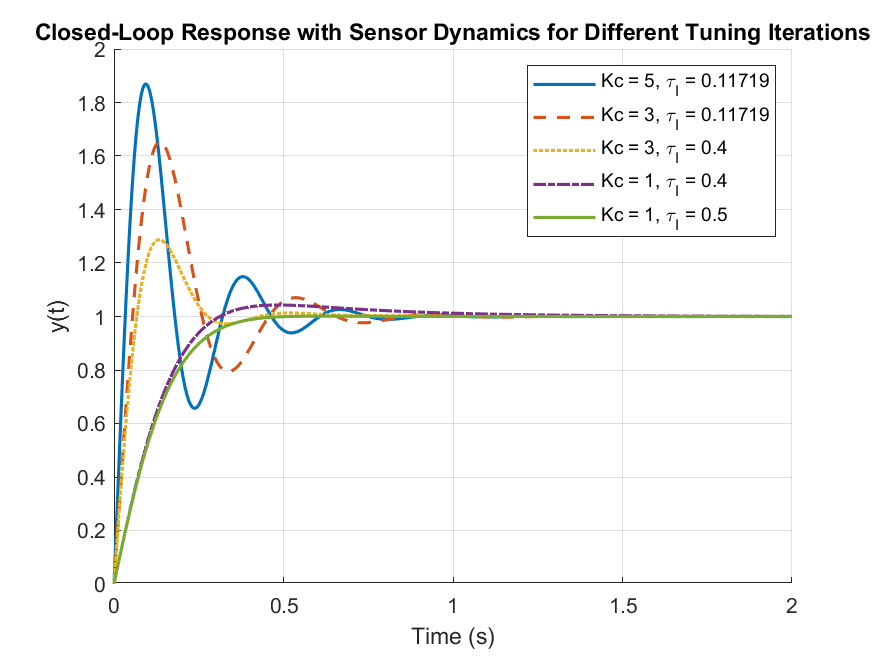 Closed-Loop Response with Sensor Dynamics for Different Tuning Iterations
2
1.8
1.6
1.4
1.2
1
0.8
0.6
0.4
0.2
0
y(t)
Kc = 5, τI = 0.11719
Kc = 3, τI = 0.11719
Kc = 3, τI = 0.4
Kc = 1, τI = 0.4
Kc = 1, τI = 0.5
0 0.5 1 1.5 2
Time (s)